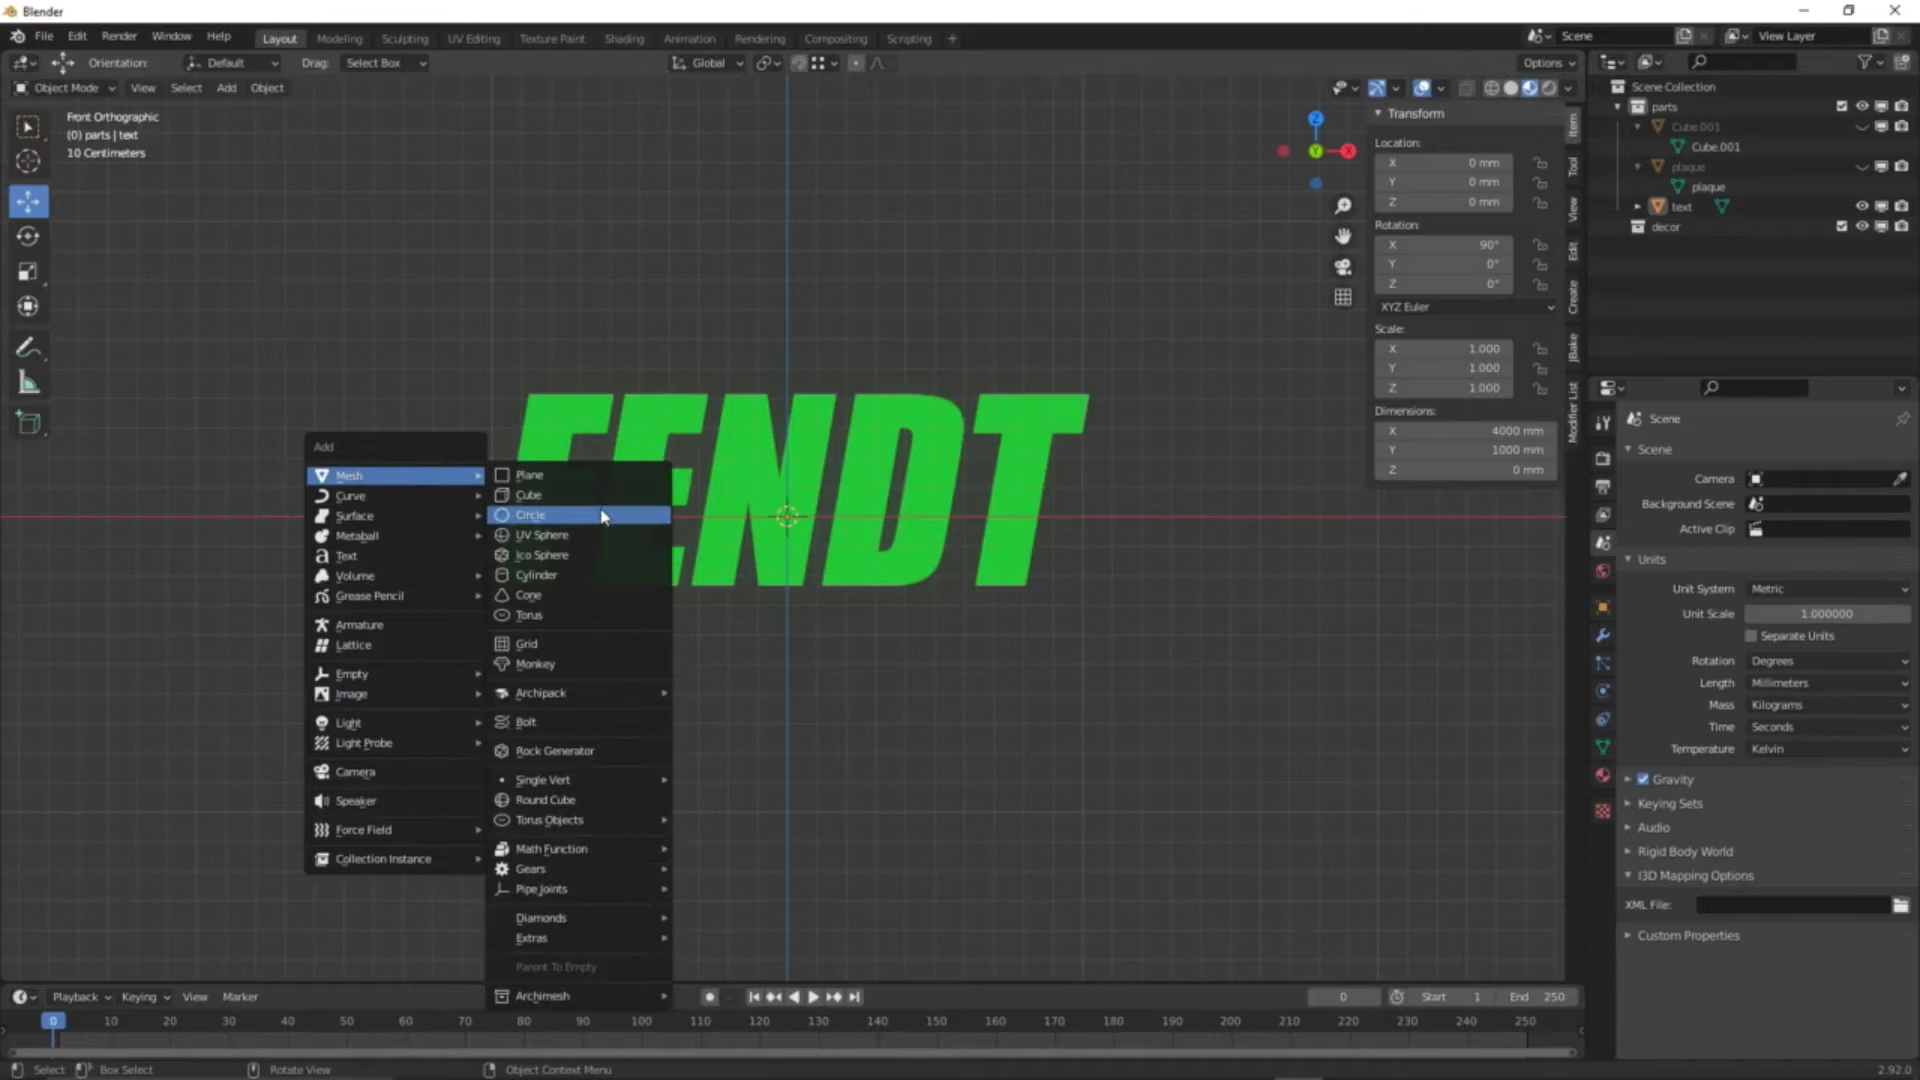 Blender
File Edit Render Window Help
Layout Modeling Sculpting UV Editing Texture Paint Shading Animation Rendering Compositing Scripting +
Scene
View Layer
Orientation: Default Drag: Select Box
Global
Options
Object Mode View Select Add Object
Front Orthographic
(0) parts | text
10 Centimeters
Z
Y
X
Transform
Location:
X 0 mm
Y 0 mm
Z 0 mm
Rotation:
X 90°
Y 0°
Z 0°
XYZ Euler
Scale:
X 1.000
Y 1.000
Z 1.000
Dimensions:
X 4000 mm
Y 1000 mm
Z 0 mm
Item
Tool
View
Edit
Create
JBake
Modifier List
Scene Collection
parts
Cube.001
Cube.001
plaque
plaque
text
decor
FENDT
Add
Mesh
Curve
Surface
Metaball
Text
Volume
Grease Pencil
Armature
Lattice
Empty
Image
Light
Light Probe
Camera
Speaker
Force Field
Collection Instance
Plane
Cube
Circle
UV Sphere
Ico Sphere
Cylinder
Cone
Torus
Grid
Monkey
Archipack
Bolt
Rock Generator
Single Vert
Round Cube
Torus Objects
Math Function
Gears
Pipe Joints
Diamonds
Extras
Parent To Empty
Archimesh
Scene
Scene
Camera
Background Scene
Active Clip
Units
Unit System Metric
Unit Scale 1.000000
Separate Units
Rotation Degrees
Length Millimeters
Mass Kilograms
Time Seconds
Temperature Kelvin
Gravity
Keying Sets
Audio
Rigid Body World
I3D Mapping Options
XML File:
Custom Properties
Playback Keying View Marker
0 Start 1 End 250
0 10 20 30 40 50 60 70 80 90 100 110 120 130 140 150 160 170 180 190 200 210 220 230 240 250
Select Box Select Rotate View Object Context Menu
2.92.0